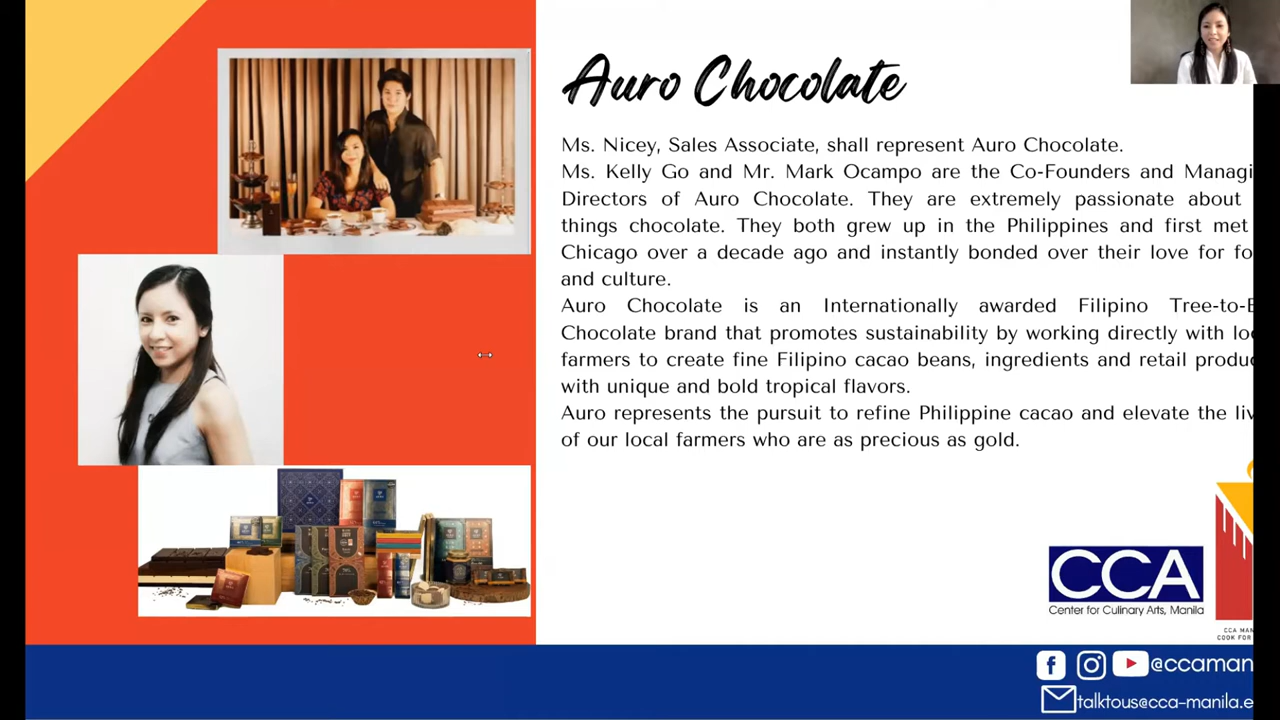 Auro Chocolate
Ms. Nicey, Sales Associate, shall represent Auro Chocolate.
Ms. Kelly Go and Mr. Mark Ocampo are the Co-Founders and Managi
Directors of Auro Chocolate. They are extremely passionate about
things chocolate. They both grew up in the Philippines and first met
Chicago over a decade ago and instantly bonded over their love for fo
and culture.
Auro Chocolate is an Internationally awarded Filipino Tree-to-B
Chocolate brand that promotes sustainability by working directly with loc
farmers to create fine Filipino cacao beans, ingredients and retail produc
with unique and bold tropical flavors.
Auro represents the pursuit to refine Philippine cacao and elevate the liv
of our local farmers who are as precious as gold.
CCA
Center for Culinary Arts, Manila
CCA MAN
COOK FOR
@ccaman
talktous@cca-manila.e